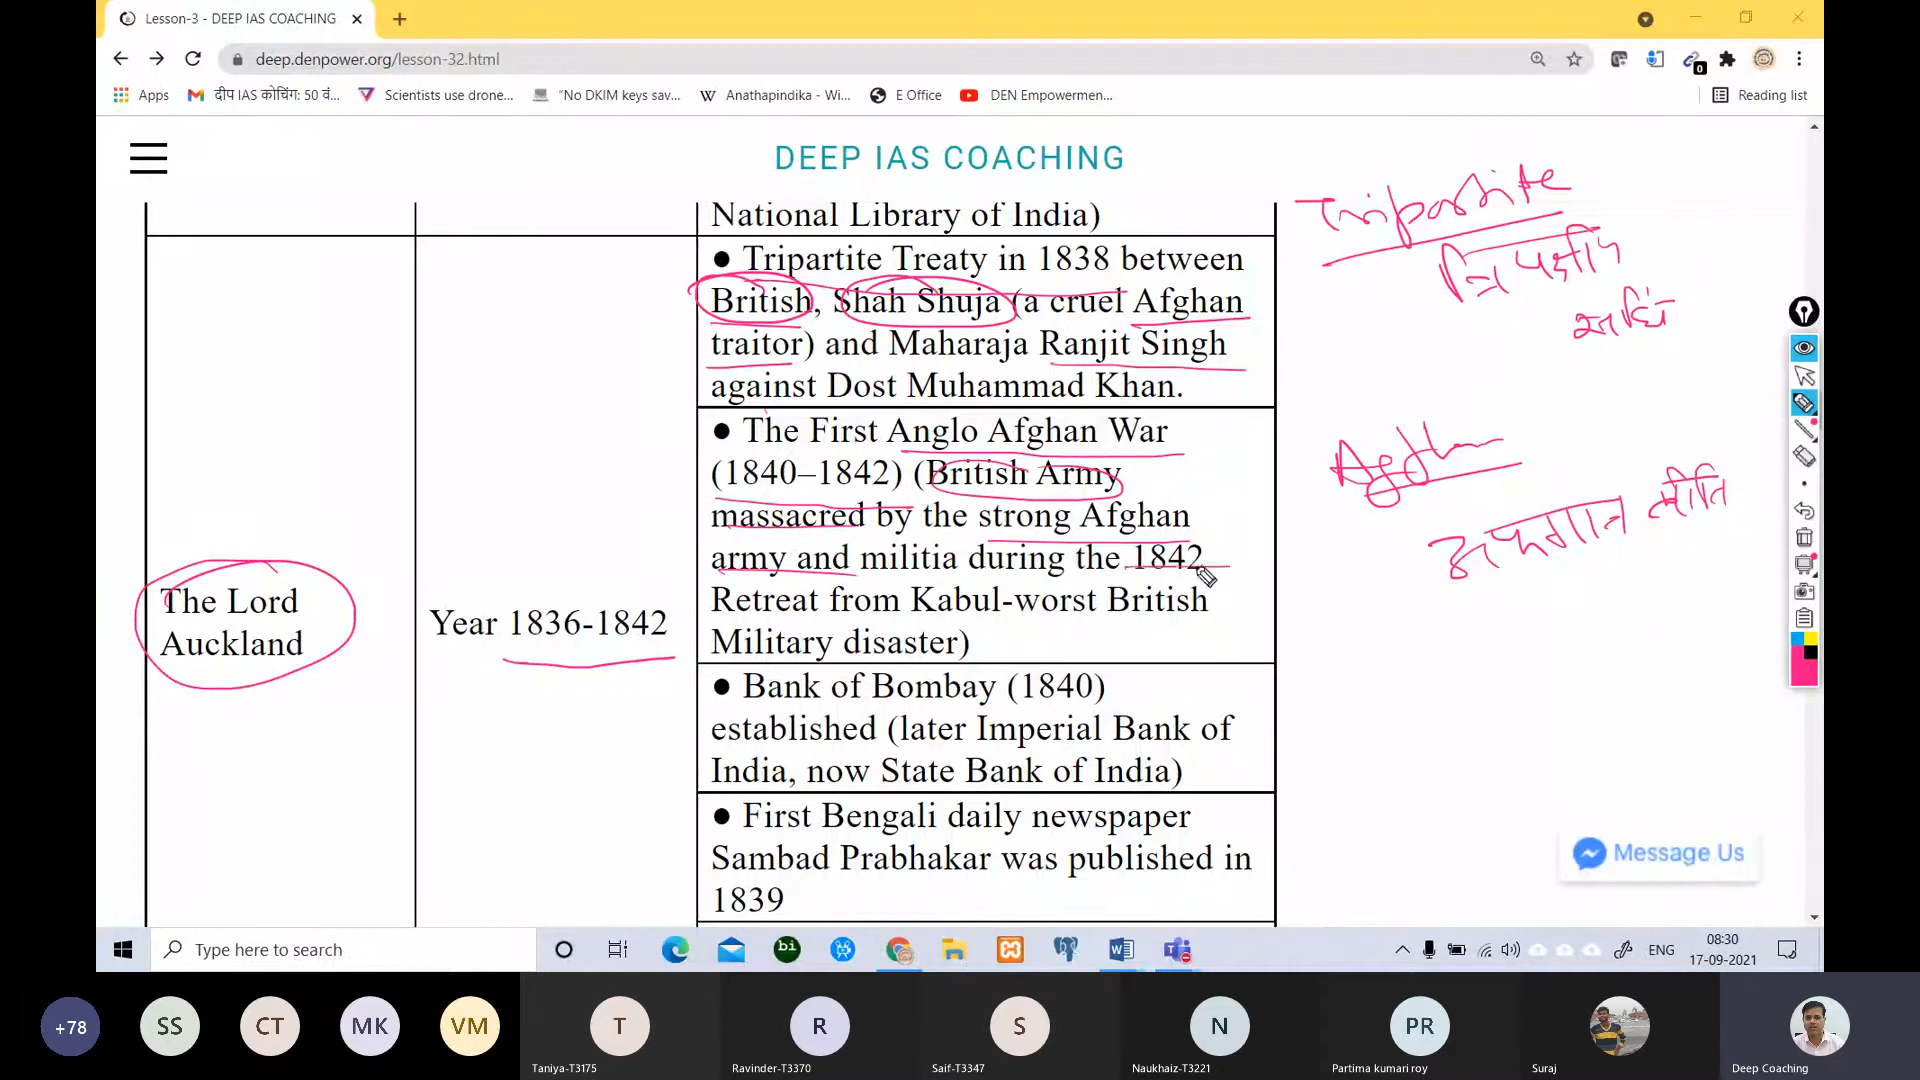 Lesson-3 - DEEP IAS COACHING
deep.denpower.org/lesson-32.html
0
Apps
दीप IAS कोचिंग: 50 वं...
Scientists use drone...
"No DKIM keys sav...
Anathapindika - Wi...
E Office
DEN Empowermen...
Reading list
DEEP IAS COACHING
National Library of India)
● Tripartite Treaty in 1838 between
British, Shah Shuja (a cruel Afghan
traitor) and Maharaja Ranjit Singh
against Dost Muhammad Khan.
● The First Anglo Afghan War
(1840–1842) (British Army
massacred by the strong Afghan
army and militia during the 1842
Retreat from Kabul-worst British
Military disaster)
The Lord
Auckland
Year 1836-1842
● Bank of Bombay (1840)
established (later Imperial Bank of
India, now State Bank of India)
● First Bengali daily newspaper
Sambad Prabhakar was published in
1839
Tripartite
त्रिपक्षीय
संधि
Afghan
अफगान नीति
Message Us
Type here to search
bi
ENG
08:30
17-09-2021
+78
SS
CT
MK
VM
T
R
S
N
PR
Taniya-T3175
Ravinder-T3370
Saif-T3347
Naukhaiz-T3221
Partima kumari roy
Suraj
Deep Coaching